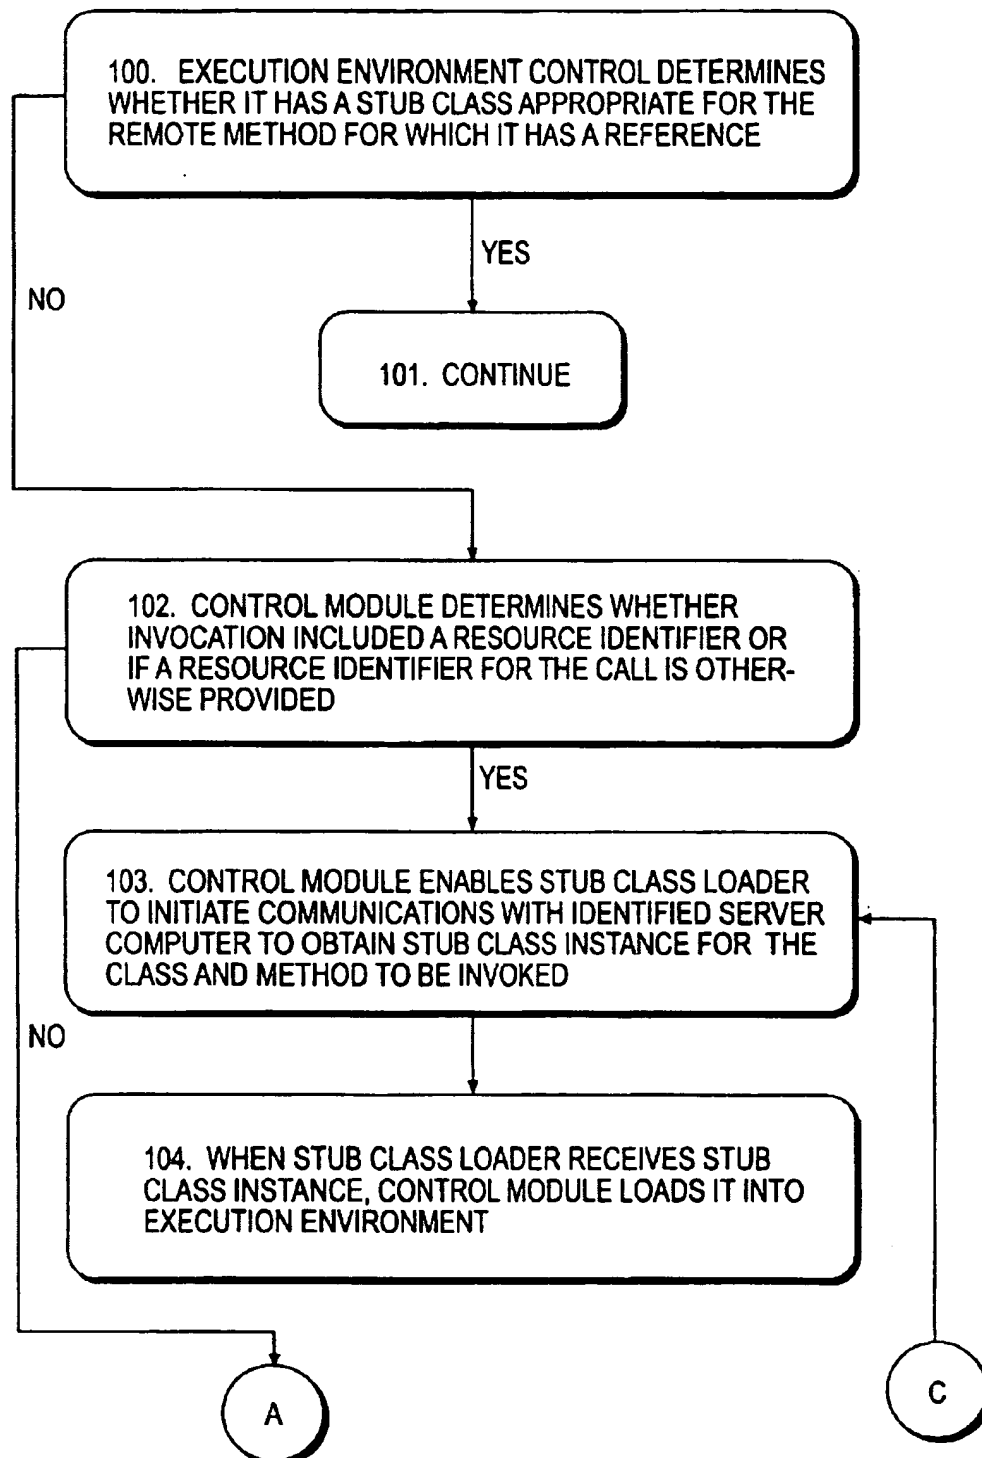 100. EXECUTION ENVIRONMENT CONTROL DETERMINES
WHETHER IT HAS A STUB CLASS APPROPRIATE FOR THE
REMOTE METHOD FOR WHICH IT HAS A REFERENCE
YES
NO
101. CONTINUE
102. CONTROL MODULE DETERMINES WHETHER
INVOCATION INCLUDED A RESOURCE IDENTIFIER OR
IF A RESOURCE IDENTIFIER FOR THE CALL IS OTHER-
WISE PROVIDED
YES
103. CONTROL MODULE ENABLES STUB CLASS LOADER
TO INITIATE COMMUNICATIONS WITH IDENTIFIED SERVER
COMPUTER TO OBTAIN STUB CLASS INSTANCE FOR THE
CLASS AND METHOD TO BE INVOKED
NO
104. WHEN STUB CLASS LOADER RECEIVES STUB
CLASS INSTANCE, CONTROL MODULE LOADS IT INTO
EXECUTION ENVIRONMENT
A
C